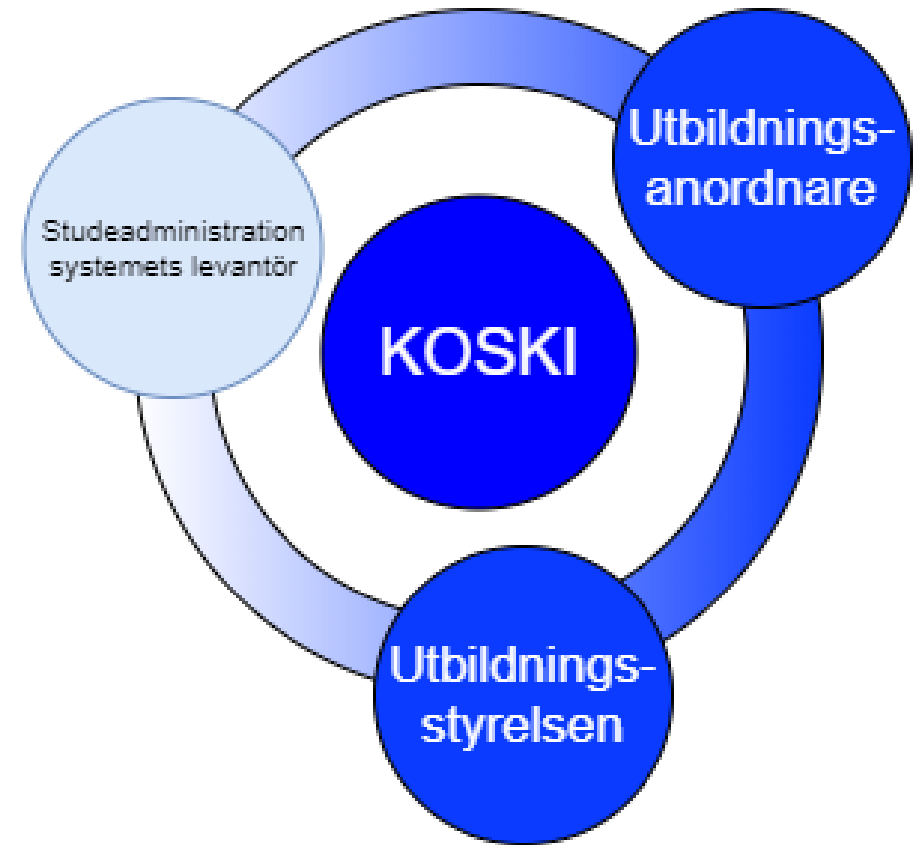 Utbildnings-
anordnare
Studeadministration
systemets levantör
KOSKI
Utbildnings-
styrelsen